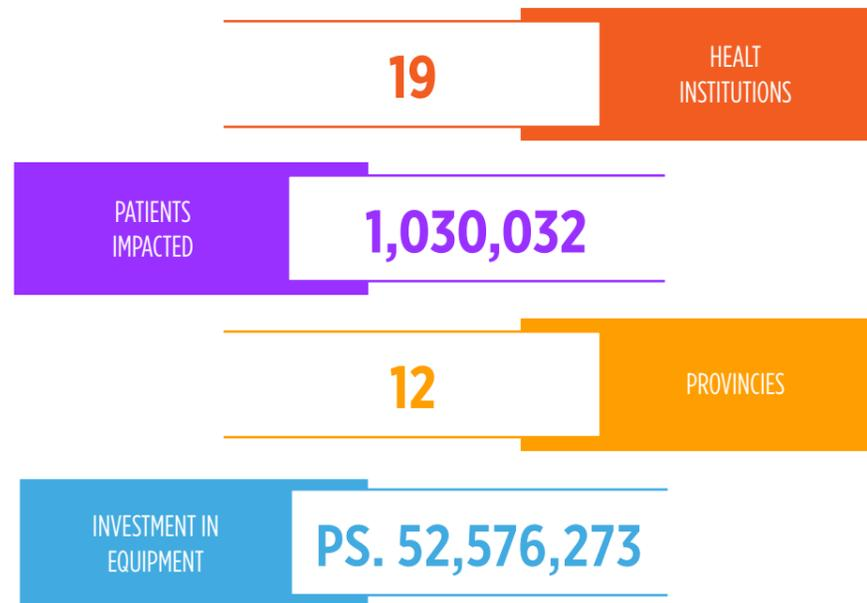 19
HEALT
INSTITUTIONS
PATIENTS
IMPACTED
1,030,032
12
PROVINCIES
INVESTMENT IN
EQUIPMENT
PS. 52,576,273